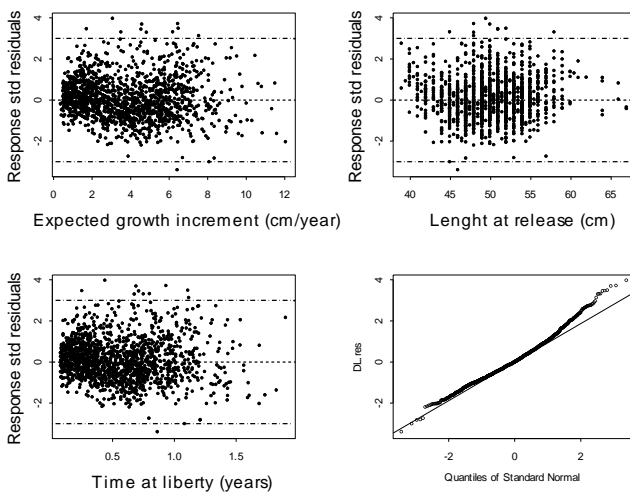 Response std residuals
4
2
0
-2
0 2 4 6 8 10 12
Expected growth increment (cm/year)
Response std residuals
4
2
0
-2
40 45 50 55 60 65
Lenght at release (cm)
Response std residuals
4
2
0
-2
0.5 1.0 1.5
Time at liberty (years)
DL.res
4
2
0
-2
-2 0 2
Quantiles of Standard Normal